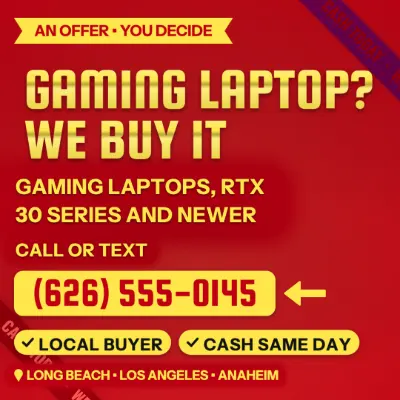 AN OFFER • YOU DECIDE
GAMING LAPTOP?
WE BUY IT
GAMING LAPTOPS, RTX
30 SERIES AND NEWER
CALL OR TEXT
(626) 555-0145
LOCAL BUYER
CASH SAME DAY
LONG BEACH • LOS ANGELES • ANAHEIM